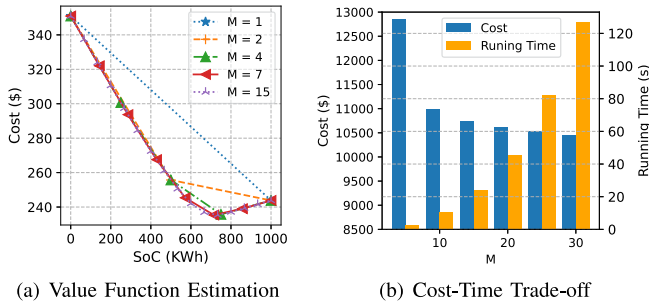 M = 1
M = 2
M = 4
M = 7
M = 15
Cost ($)
340
320
300
280
260
240
0 200 400 600 800 1000
SoC (KWh)
(a) Value Function Estimation
Cost
Runing Time
Cost ($)
13000
12500
12000
11500
11000
10500
10000
9500
9000
8500
10 20 30
M
120
100
80
60
40
20
0
Running Time (s)
(b) Cost-Time Trade-off